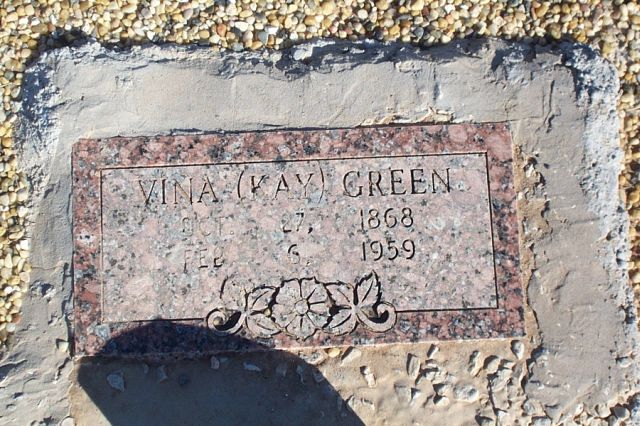 VINA (KAY) GREEN
OCT. 27, 1868
FEB 6, 1959